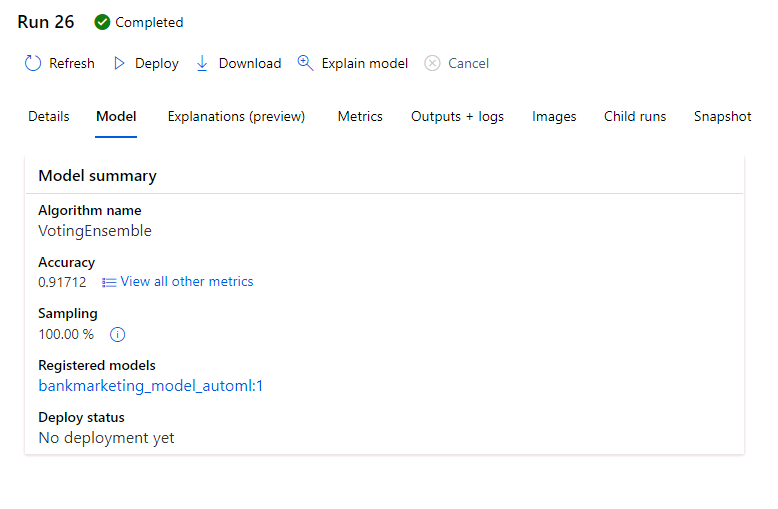 Run 26 Completed
Refresh Deploy Download Explain model Cancel
Details Model Explanations (preview) Metrics Outputs + logs Images Child runs Snapshot
Model summary
Algorithm name
VotingEnsemble
Accuracy
0.91712 View all other metrics
Sampling
100.00 %
Registered models
bankmarketing_model_automl:1
Deploy status
No deployment yet